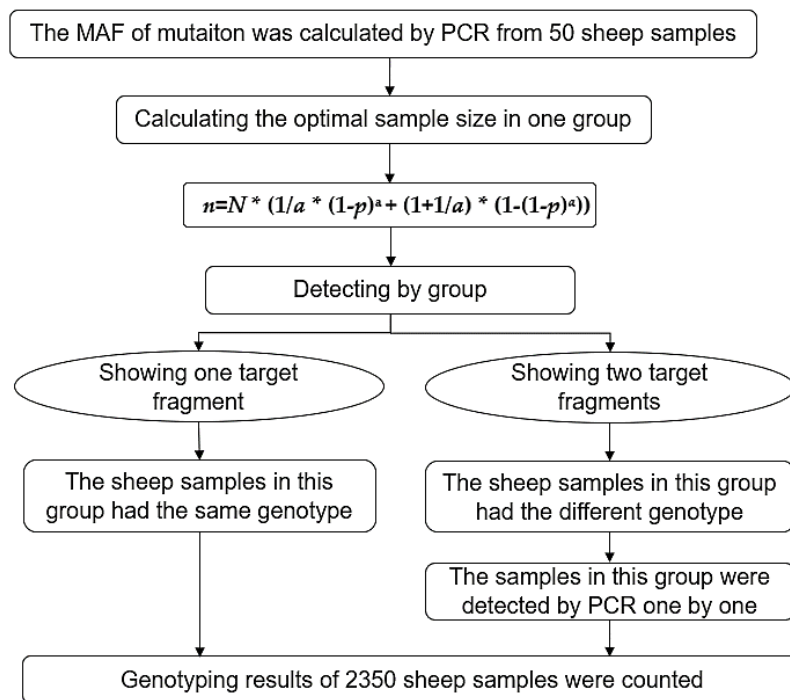 The MAF of mutaiton was calculated by PCR from 50 sheep samples
Calculating the optimal sample size in one group
n=N * (1/a * (1-p)ᵃ + (1+1/a) * (1-(1-p)ᵃ))
Detecting by group
Showing one target
fragment
Showing two target
fragments
The sheep samples in this
group had the same genotype
The sheep samples in this group
had the different genotype
The samples in this group were
detected by PCR one by one
Genotyping results of 2350 sheep samples were counted